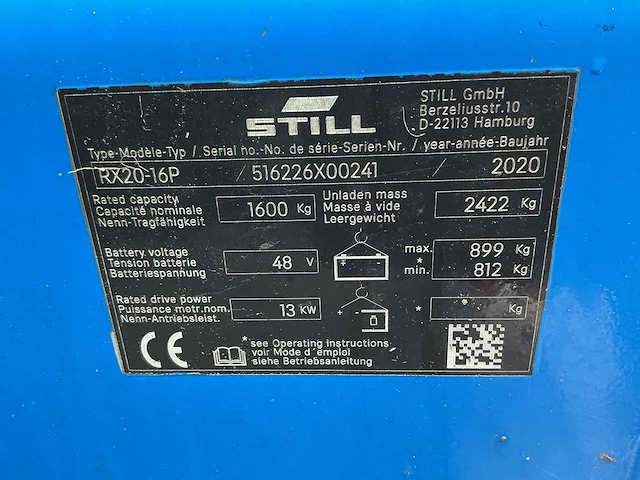 STILL
STILL GmbH
Berzeliusstr.10
D-22113 Hamburg
Type-Modèle-Typ / Serial no.-No. de série-Serien-Nr. / year-année-Baujahr
RX20-16P / 516226X00241 / 2020
Rated capacity
Capacité nominale
Nenn-Tragfähigkeit
1600 Kg
Unladen mass
Masse à vide
Leergewicht
2422 Kg
Battery voltage
Tension batterie
Batteriespannung
48 V
max. 899 Kg
*
min. 812 Kg
Rated drive power
Puissance motr.nom.
Nenn-Antriebsleist.
13 KW
* Kg
CE
*see Operating instructions
voir Mode d'emploi
siehe Betriebsanleitung